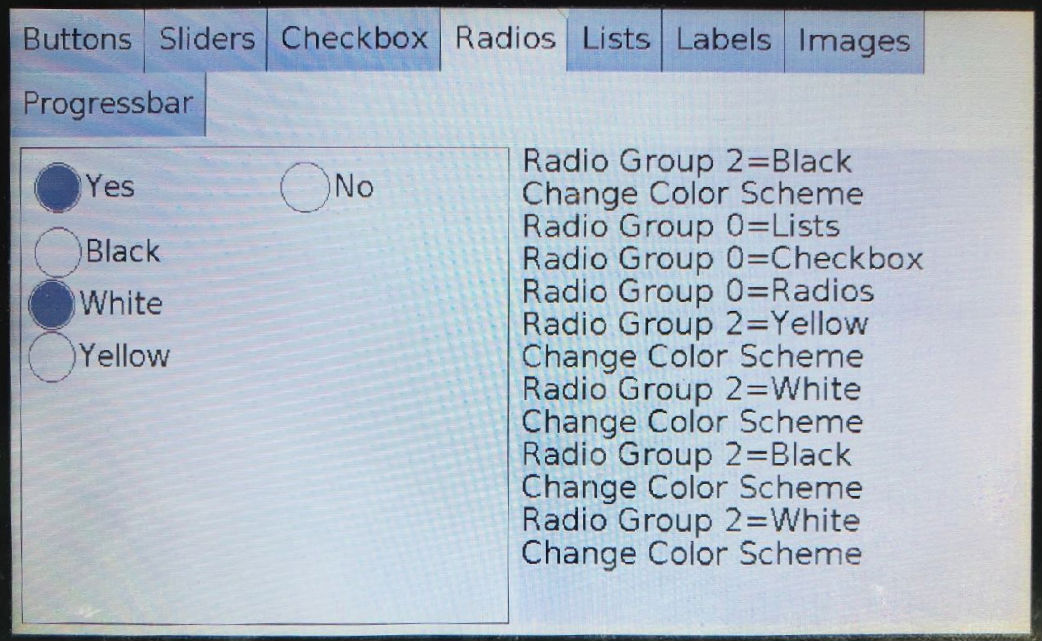 Buttons Sliders Checkbox Radios Lists Labels Images
Progressbar
Yes No
Black
White
Yellow
Radio Group 2=Black
Change Color Scheme
Radio Group 0=Lists
Radio Group 0=Checkbox
Radio Group 0=Radios
Radio Group 2=Yellow
Change Color Scheme
Radio Group 2=White
Change Color Scheme
Radio Group 2=Black
Change Color Scheme
Radio Group 2=White
Change Color Scheme